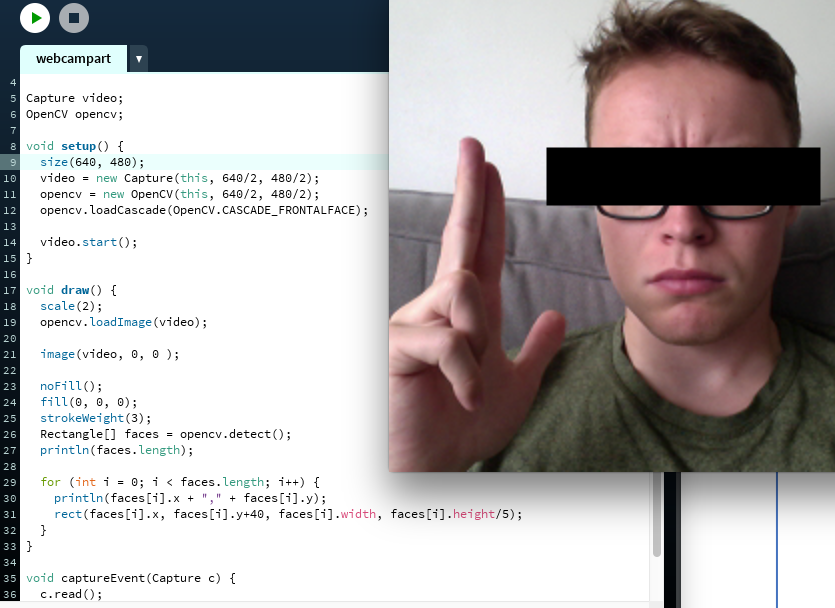 webcampart
4
5 Capture video;
6 OpenCV opencv;
7
8 void setup() {
9 size(640, 480);
10 video = new Capture(this, 640/2, 480/2);
11 opencv = new OpenCV(this, 640/2, 480/2);
12 opencv.loadCascade(OpenCV.CASCADE_FRONTALFACE);
13
14 video.start();
15 }
16
17 void draw() {
18 scale(2);
19 opencv.loadImage(video);
20
21 image(video, 0, 0 );
22
23 noFill();
24 fill(0, 0, 0);
25 strokeWeight(3);
26 Rectangle[] faces = opencv.detect();
27 println(faces.length);
28
29 for (int i = 0; i < faces.length; i++) {
30 println(faces[i].x + "," + faces[i].y);
31 rect(faces[i].x, faces[i].y+40, faces[i].width, faces[i].height/5);
32 }
33 }
34
35 void captureEvent(Capture c) {
36 c.read();